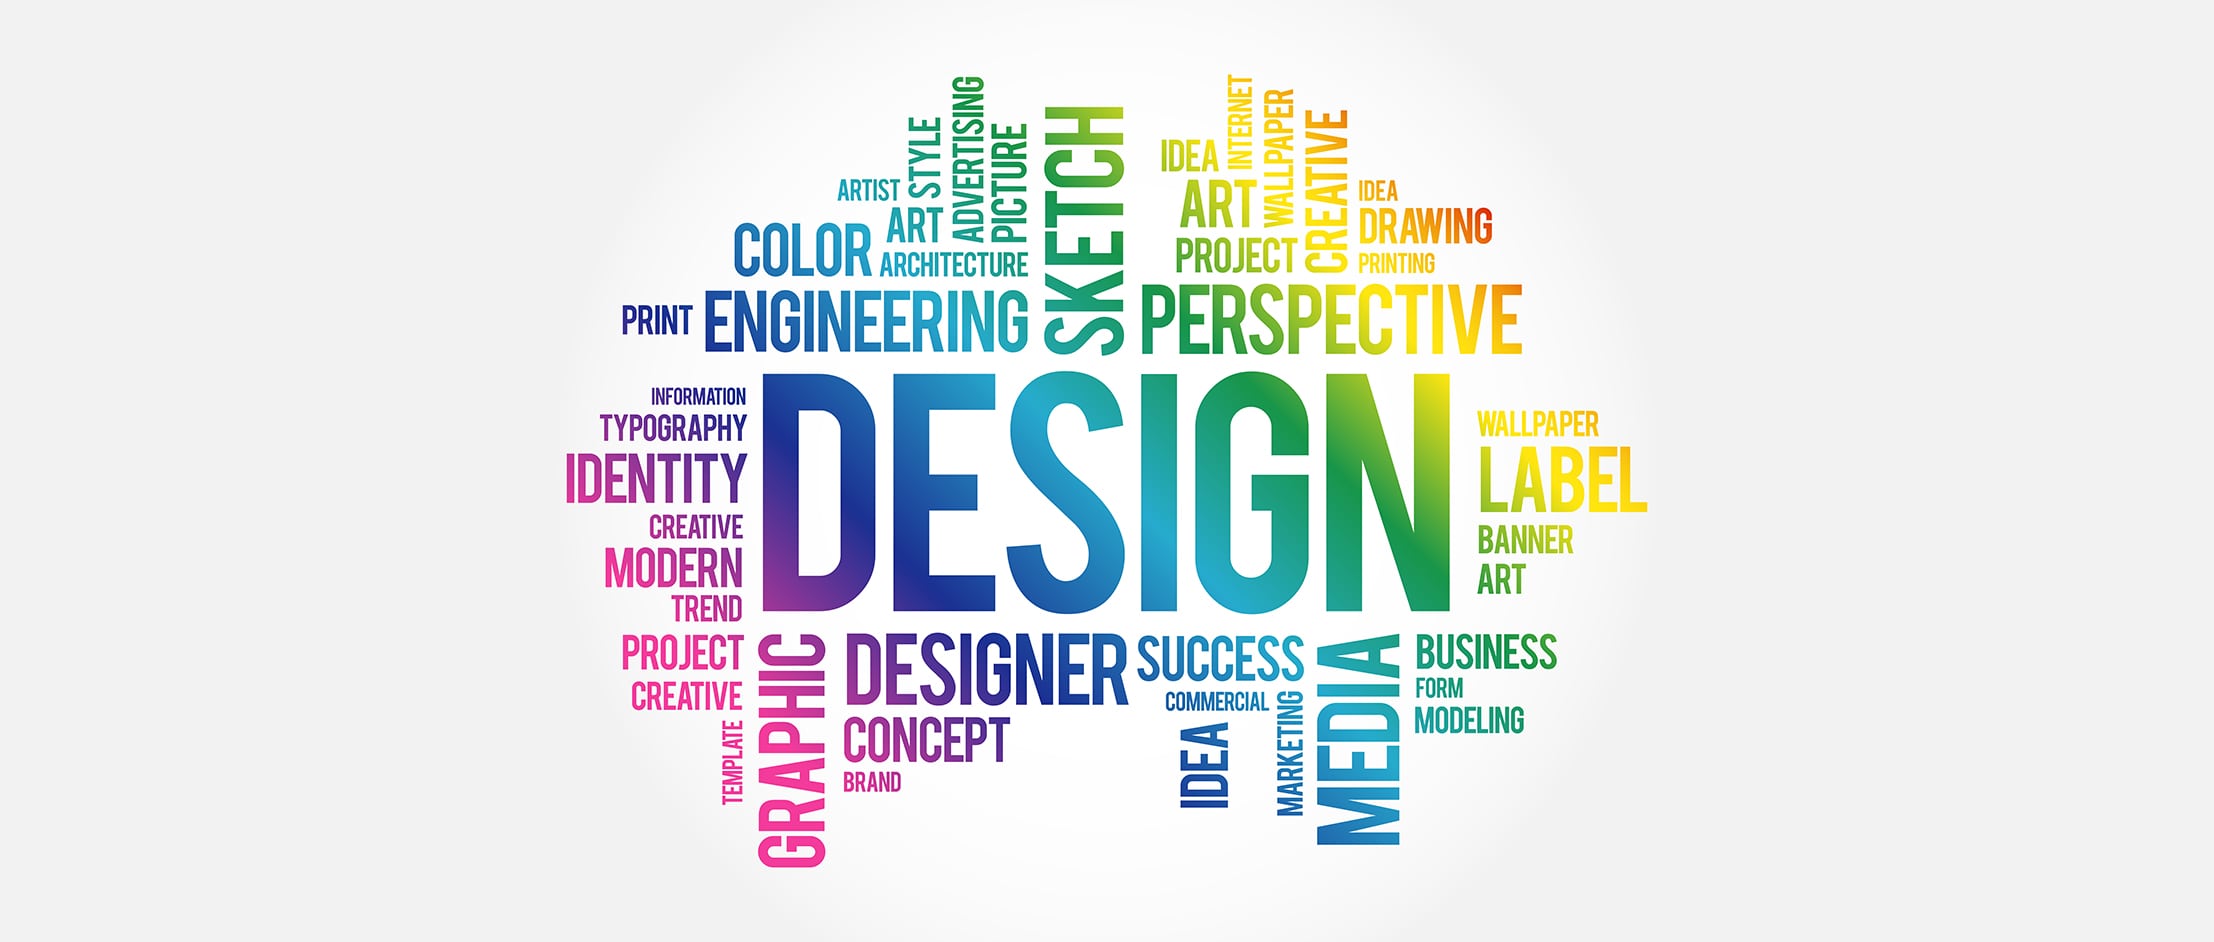 INTERNET
ADVERTISING
WALLPAPER
SKETCH
CREATIVE
STYLE
PICTURE
IDEA
ARTIST
IDEA
ART
ART
DRAWING
COLOR
ARCHITECTURE
PROJECT
PRINTING
PRINT
ENGINEERING
PERSPECTIVE
DESIGN
INFORMATION
TYPOGRAPHY
IDENTITY
CREATIVE
MODERN
TREND
WALLPAPER
LABEL
BANNER
ART
PROJECT
CREATIVE
TEMPLATE
GRAPHIC
DESIGNER
CONCEPT
BRAND
SUCCESS
COMMERCIAL
IDEA
MARKETING
MEDIA
BUSINESS
FORM
MODELING